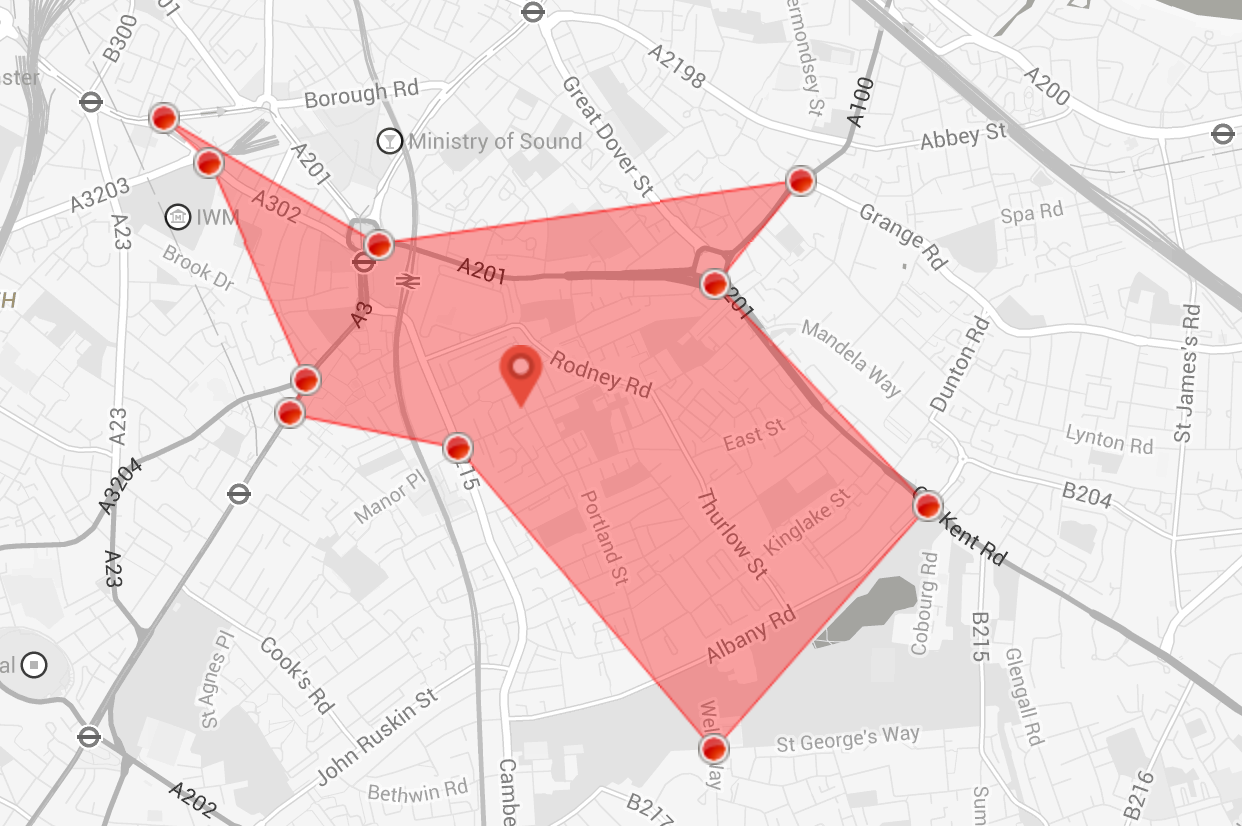 B300
A2198
ermondsey St
A200
ster
Borough Rd
Great Dover St
A100
Abbey St
Ministry of Sound
A201
A3203
A302
IWM
A23
Grange Rd
Spa Rd
Brook Dr
A201
H
A3
201
Mandela Way
Dunton Rd
St James's Rd
Rodney Rd
A23
East St
Lynton Rd
A3204
Manor Pl
15
B204
Portland St
Thurlow St
Kinglake St
Kent Rd
A23
Cobourg Rd
B215
Albany Rd
al
St Agnes Pl
Cook's Rd
Glengall Rd
John Ruskin St
St George's Way
Bethwin Rd
A202
Cambe
B217
Sum
B216